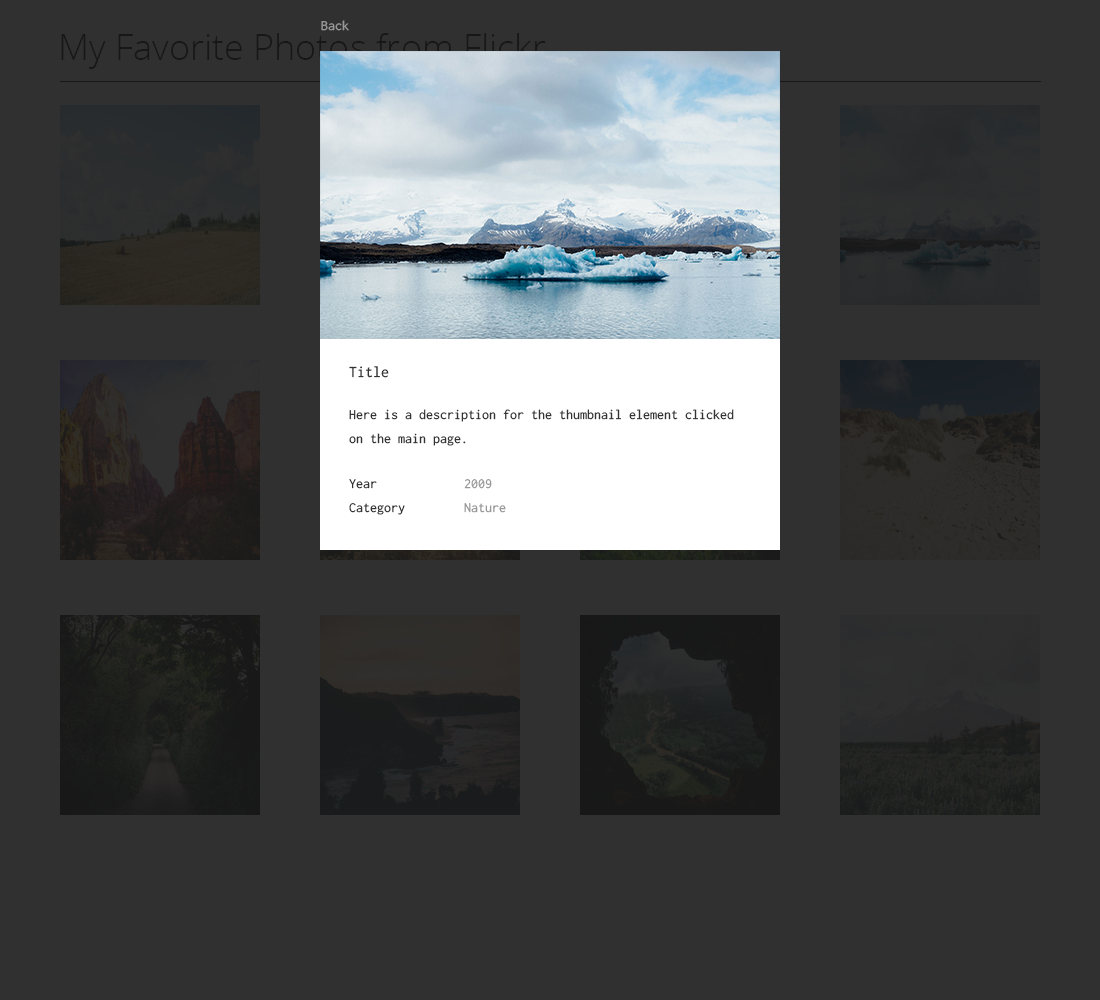 Back
My Favorite Photos from Flickr
Title
Here is a description for the thumbnail element clicked
on the main page.
Year 2009
Category Nature